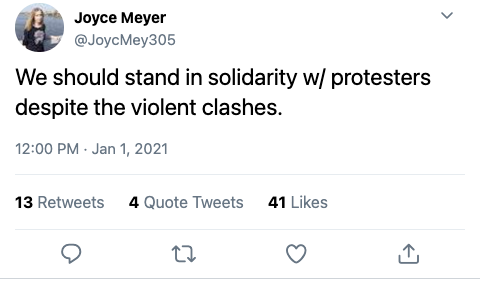 Joyce Meyer
@JoycMey305
We should stand in solidarity w/ protesters
despite the violent clashes.
12:00 PM · Jan 1, 2021
13 Retweets 4 Quote Tweets 41 Likes